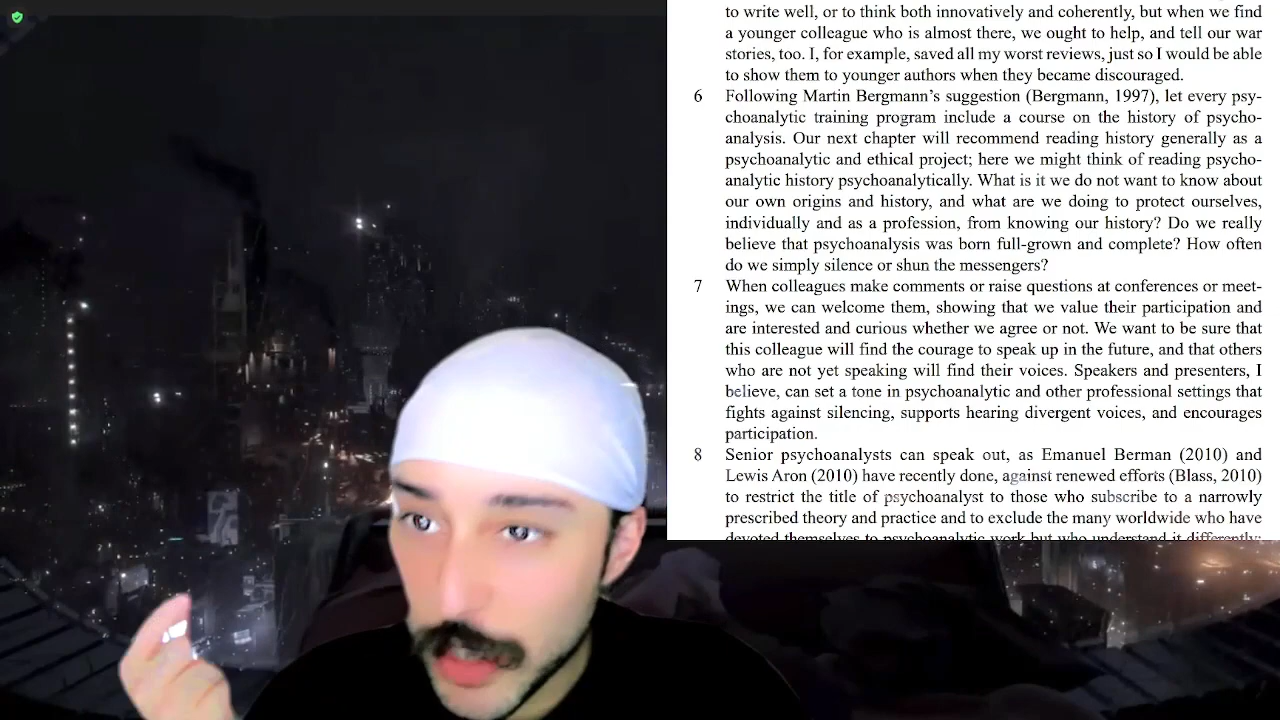 to write well, or to think both innovatively and coherently, but when we find
a younger colleague who is almost there, we ought to help, and tell our war
stories, too. I, for example, saved all my worst reviews, just so I would be able
to show them to younger authors when they became discouraged.
6 Following Martin Bergmann’s suggestion (Bergmann, 1997), let every psy-
choanalytic training program include a course on the history of psycho-
analysis. Our next chapter will recommend reading history generally as a
psychoanalytic and ethical project; here we might think of reading psycho-
analytic history psychoanalytically. What is it we do not want to know about
our own origins and history, and what are we doing to protect ourselves,
individually and as a profession, from knowing our history? Do we really
believe that psychoanalysis was born full-grown and complete? How often
do we simply silence or shun the messengers?
7 When colleagues make comments or raise questions at conferences or meet-
ings, we can welcome them, showing that we value their participation and
are interested and curious whether we agree or not. We want to be sure that
this colleague will find the courage to speak up in the future, and that others
who are not yet speaking will find their voices. Speakers and presenters, I
believe, can set a tone in psychoanalytic and other professional settings that
fights against silencing, supports hearing divergent voices, and encourages
participation.
8 Senior psychoanalysts can speak out, as Emanuel Berman (2010) and
Lewis Aron (2010) have recently done, against renewed efforts (Blass, 2010)
to restrict the title of psychoanalyst to those who subscribe to a narrowly
prescribed theory and practice and to exclude the many worldwide who have
devoted themselves to psychoanalytic work but who understand it differently;